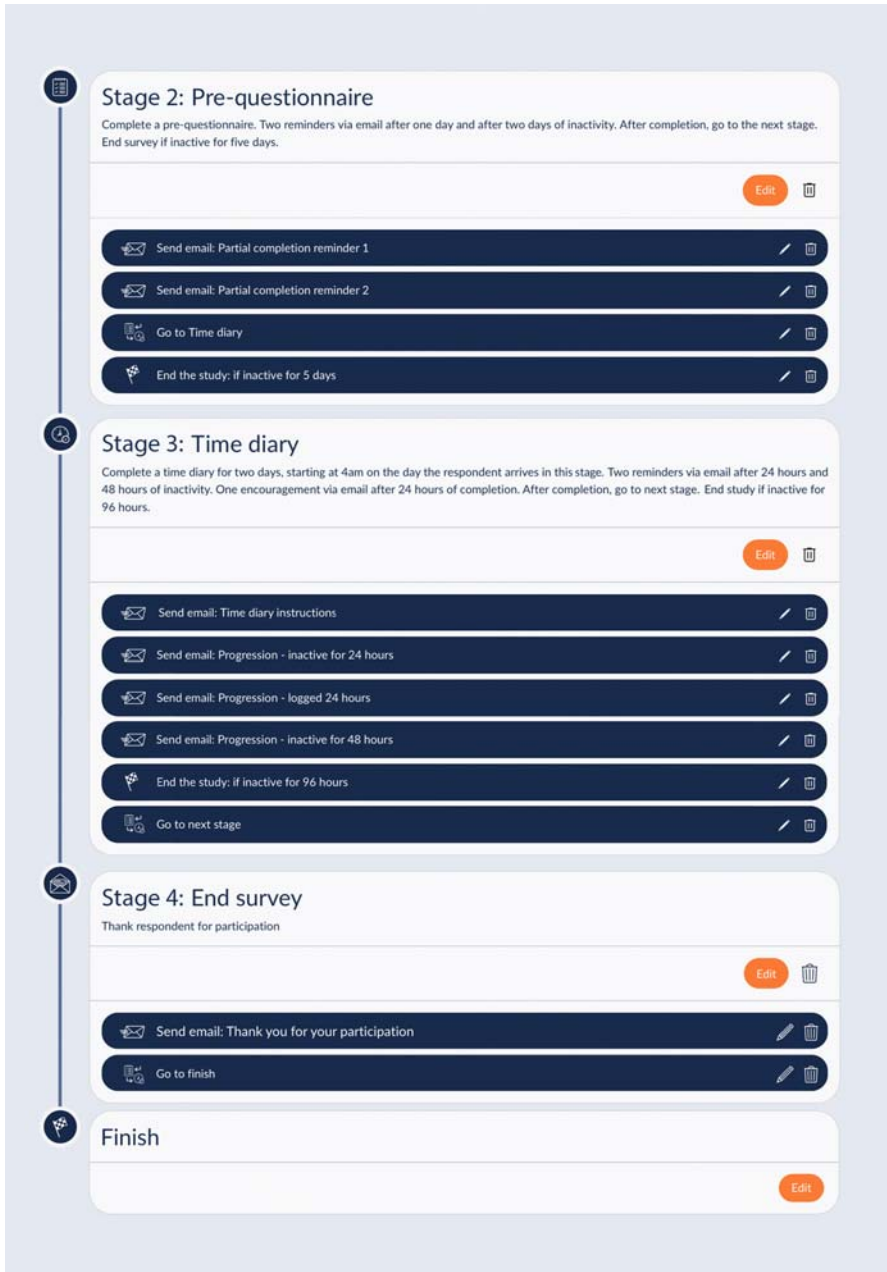 Stage 2: Pre-questionnaire
Complete a pre-questionnaire. Two reminders via email after one day and after two days of inactivity. After completion, go to the next stage.
End survey if inactive for five days.
Edit
Send email: Partial completion reminder 1
Send email: Partial completion reminder 2
Go to Time diary
End the study: if inactive for 5 days
Stage 3: Time diary
Complete a time diary for two days, starting at 4am on the day the respondent arrives in this stage. Two reminders via email after 24 hours and
48 hours of inactivity. One encouragement via email after 24 hours of completion. After completion, go to next stage. End study if inactive for
96 hours.
Edit
Send email: Time diary instructions
Send email: Progression - inactive for 24 hours
Send email: Progression - logged 24 hours
Send email: Progression - inactive for 48 hours
End the study: if inactive for 96 hours
Go to next stage
Stage 4: End survey
Thank respondent for participation
Edit
Send email: Thank you for your participation
Go to finish
Finish
Edit